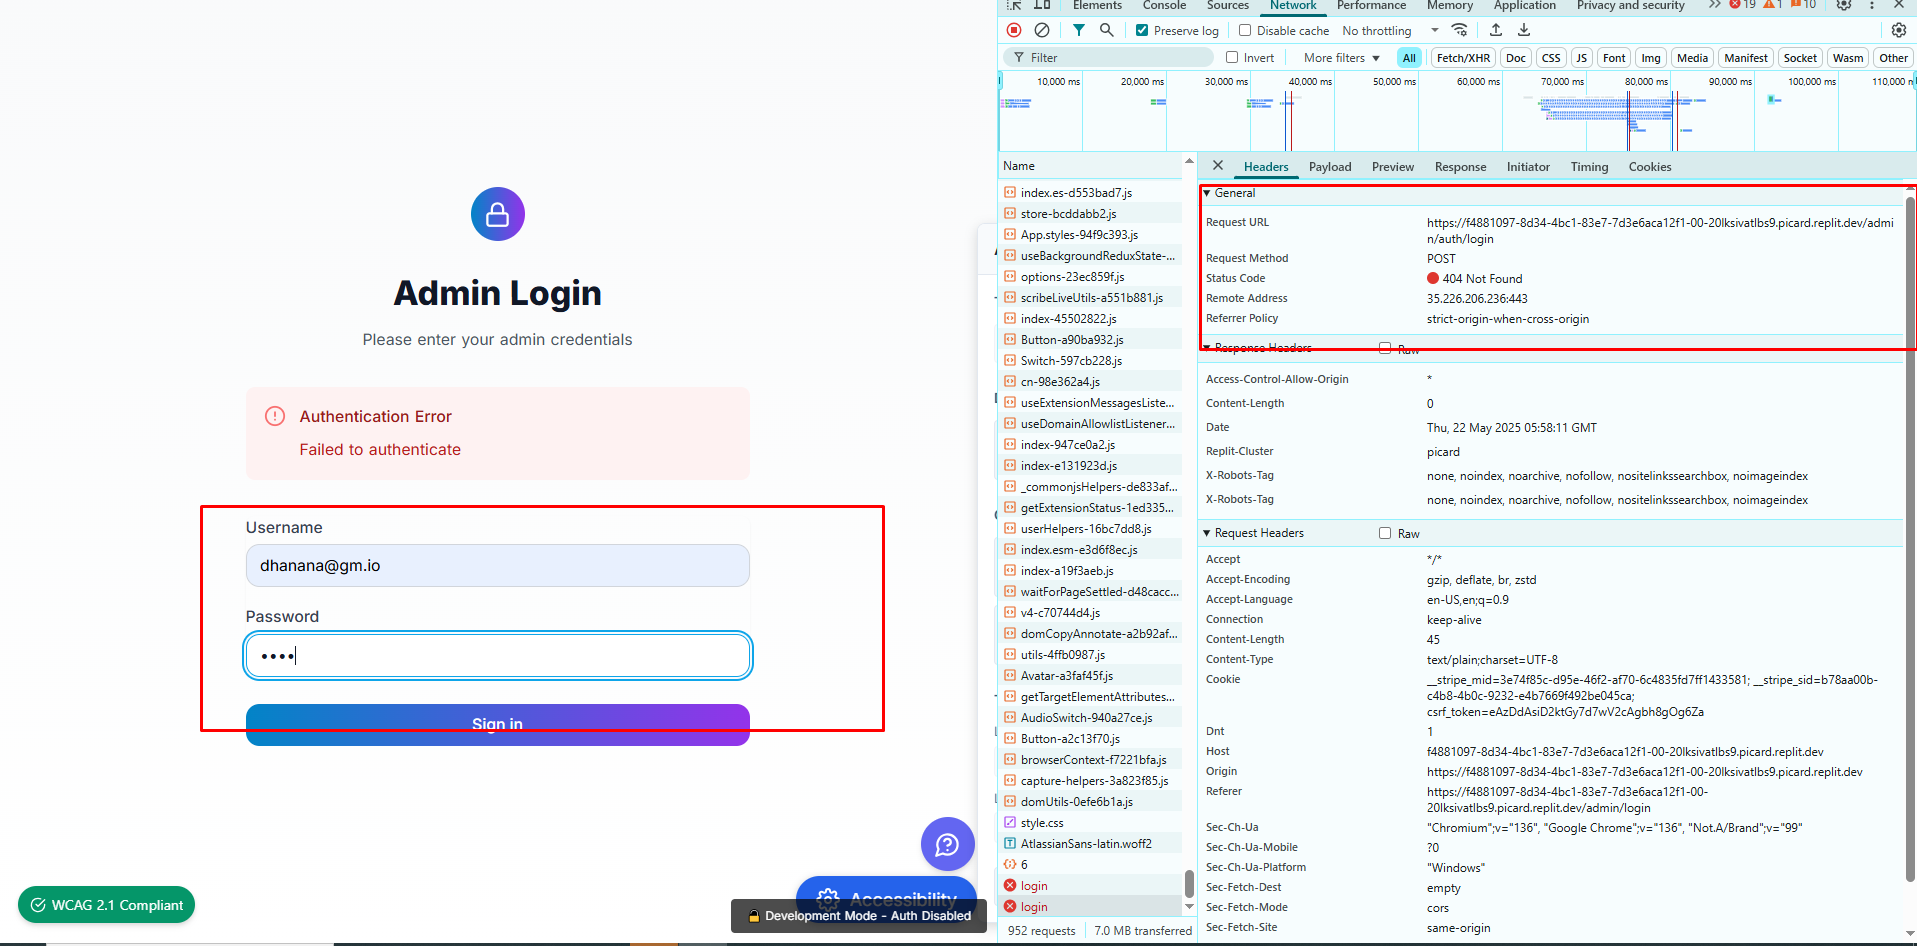 Elements Console Sources Network Performance Memory Application Privacy and security 19 1 10
Preserve log Disable cache No throttling
Filter Invert More filters All Fetch/XHR Doc CSS JS Font Img Media Manifest Socket Wasm Other
10,000 ms 20,000 ms 30,000 ms 40,000 ms 50,000 ms 60,000 ms 70,000 ms 80,000 ms 90,000 ms 100,000 ms 110,000
Admin Login
Please enter your admin credentials
Authentication Error
Failed to authenticate
Username
dhanana@gm.io
Password
••••
Sign in
WCAG 2.1 Compliant
Accessibility
Development Mode - Auth Disabled
Name
index.es-d553bad7.js
store-bcddabb2.js
App.styles-94f9c393.js
useBackgroundReduxState-...
options-23ec859f.js
scribeLiveUtils-a551b881.js
index-45502822.js
Button-a90ba932.js
Switch-597cb228.js
cn-98e362a4.js
useExtensionMessagesListe...
useDomainAllowlistListener...
index-947ce0a2.js
index-e131923d.js
_commonjsHelpers-de833af...
getExtensionStatus-1ed335...
userHelpers-16bc7dd8.js
index.esm-e3d6f8ec.js
index-a19f3aeb.js
waitForPageSettled-d48cacc...
v4-c70744d4.js
domCopyAnnotate-a2b92af...
utils-4ffb0987.js
Avatar-a3faf45f.js
getTargetElementAttributes...
AudioSwitch-940a27ce.js
Button-a2c13f70.js
browserContext-f7221bfa.js
capture-helpers-3a823f85.js
domUtils-0efe6b1a.js
style.css
AtlassianSans-latin.woff2
6
login
login
952 requests 7.0 MB transferred
Headers Payload Preview Response Initiator Timing Cookies
General
Request URL https://f4881097-8d34-4bc1-83e7-7d3e6aca12f1-00-20lksivatlbs9.picard.replit.dev/admi
n/auth/login
Request Method POST
Status Code 404 Not Found
Remote Address 35.226.206.236:443
Referrer Policy strict-origin-when-cross-origin
Response Headers Raw
Access-Control-Allow-Origin *
Content-Length 0
Date Thu, 22 May 2025 05:58:11 GMT
Replit-Cluster picard
X-Robots-Tag none, noindex, noarchive, nofollow, nositelinkssearchbox, noimageindex
X-Robots-Tag none, noindex, noarchive, nofollow, nositelinkssearchbox, noimageindex
Request Headers Raw
Accept */*
Accept-Encoding gzip, deflate, br, zstd
Accept-Language en-US,en;q=0.9
Connection keep-alive
Content-Length 45
Content-Type text/plain;charset=UTF-8
Cookie __stripe_mid=3e74f85c-d95e-46f2-af70-6c4835fd7ff1433581; __stripe_sid=b78aa00b-
c4b8-4b0c-9232-e4b7669f492be045ca;
csrf_token=eAzDdAsiD2ktGy7d7wV2cAgbh8gOg6Za
Dnt 1
Host f4881097-8d34-4bc1-83e7-7d3e6aca12f1-00-20lksivatlbs9.picard.replit.dev
Origin https://f4881097-8d34-4bc1-83e7-7d3e6aca12f1-00-20lksivatlbs9.picard.replit.dev
Referer https://f4881097-8d34-4bc1-83e7-7d3e6aca12f1-00-
20lksivatlbs9.picard.replit.dev/admin/login
Sec-Ch-Ua "Chromium";v="136", "Google Chrome";v="136", "Not.A/Brand";v="99"
Sec-Ch-Ua-Mobile ?0
Sec-Ch-Ua-Platform "Windows"
Sec-Fetch-Dest empty
Sec-Fetch-Mode cors
Sec-Fetch-Site same-origin